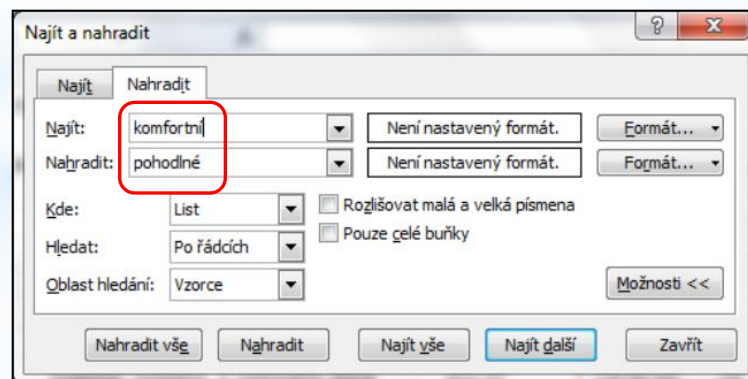 Najít a nahradit
Najít
Nahradit
Najít: komfortní Není nastavený formát. Formát...
Nahradit: pohodlné Není nastavený formát. Formát...
Kde: List Rozlišovat malá a velká písmena
Hledat: Po řádcích Pouze celé buňky
Oblast hledání: Vzorce Možnosti <<
Nahradit vše Nahradit Najít vše Najít další Zavřít